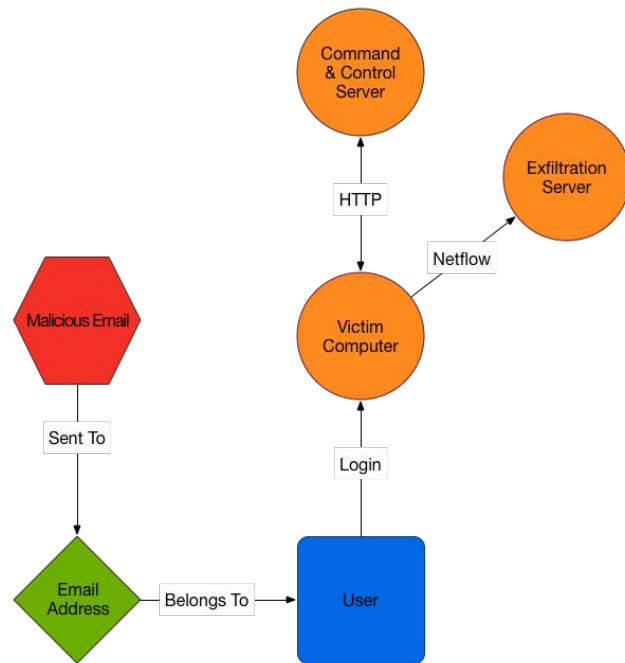 Command
& Control
Server
Exfiltration
Server
HTTP
Netflow
Malicious Email
Victim
Computer
Sent To
Login
Email
Address
Belongs To
User